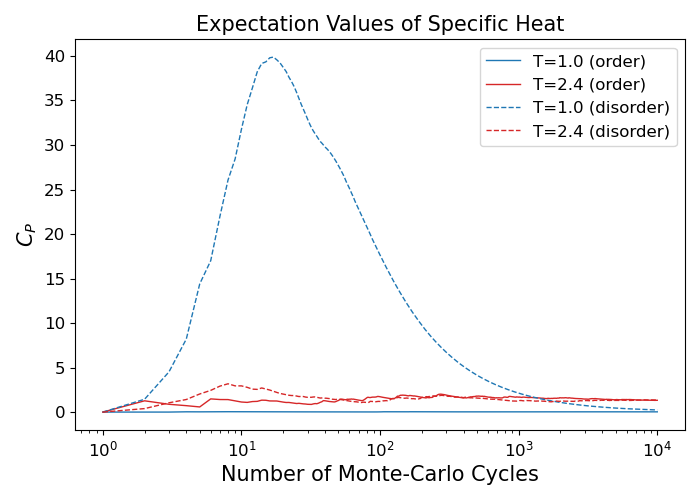 Expectation Values of Specific Heat
T=1.0 (order)
T=2.4 (order)
T=1.0 (disorder)
T=2.4 (disorder)
40
35
30
25
20
15
10
5
0
C_P
10^0
10^1
10^2
10^3
10^4
Number of Monte-Carlo Cycles